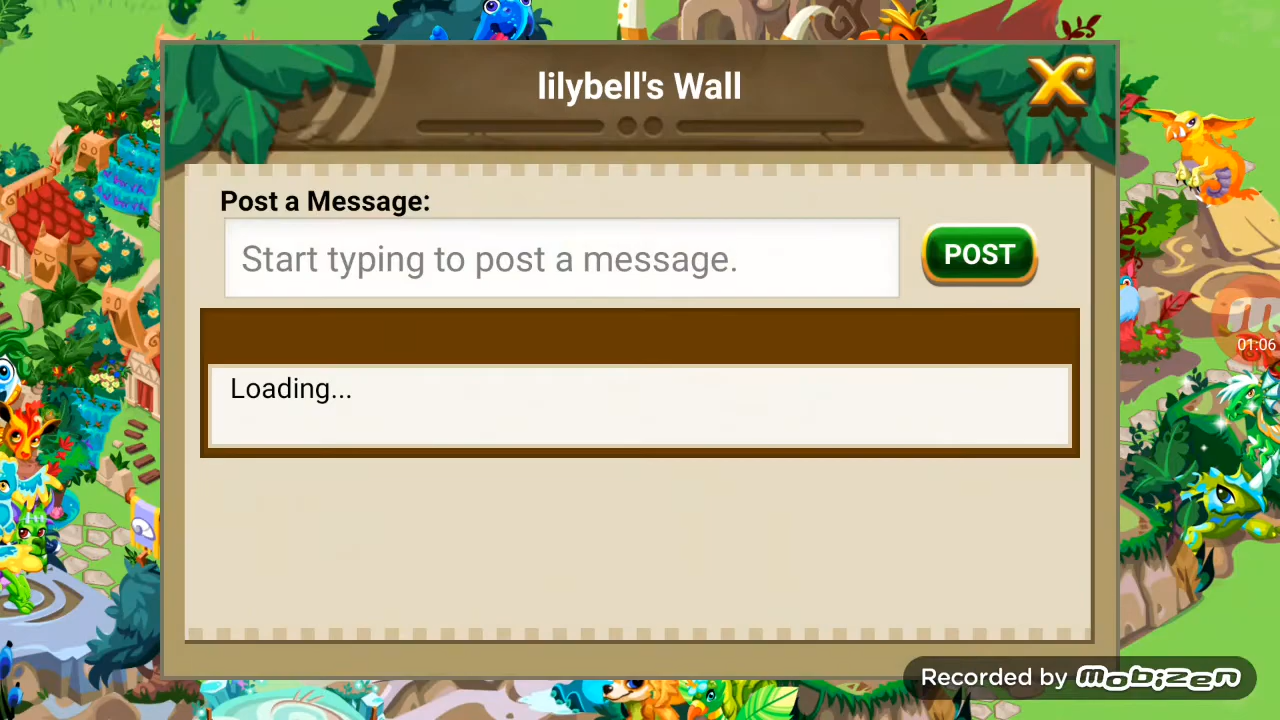 lilybell's Wall
Post a Message:
Start typing to post a message.
POST
Loading...
01:06
Recorded by mobizen